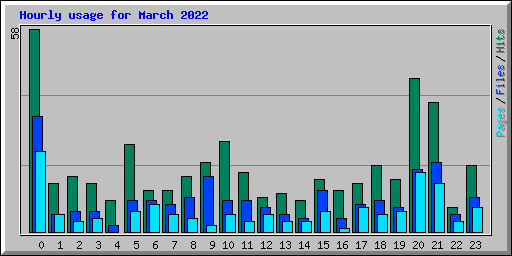 Hourly usage for March 2022
58
Pages/Files/Hits
0 1 2 3 4 5 6 7 8 9 10 11 12 13 14 15 16 17 18 19 20 21 22 23